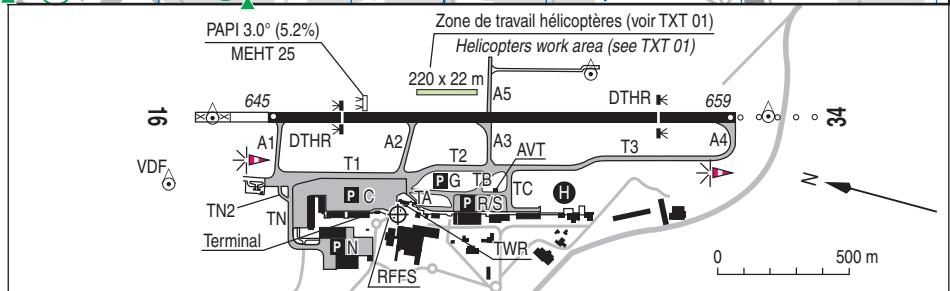 PAPI 3.0° (5.2%)
MEHT 25
Zone de travail hélicoptères (voir TXT 01)
Helicopters work area (see TXT 01)
220 x 22 m
A5
DTHR
645
659
16
34
A1
DTHR
A2
A3
A4
T1
T2
T3
AVT
VDF
P G
TB
TC
H
N
TN2
P C
TA
P R/S
TN
Terminal
P N
TWR
RFFS
0
500 m